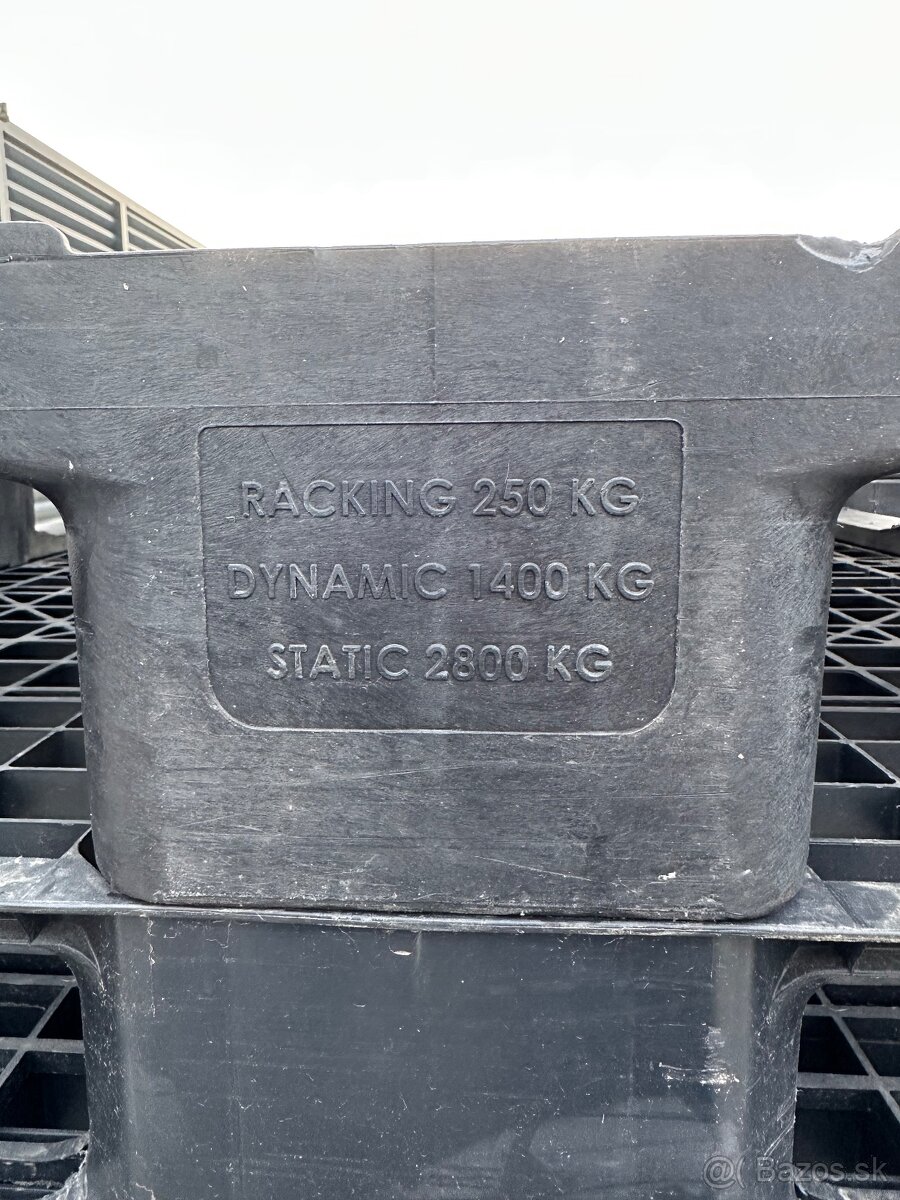 RACKING 250 KG
DYNAMIC 1400 KG
STATIC 2800 KG
@ Bazos.sk